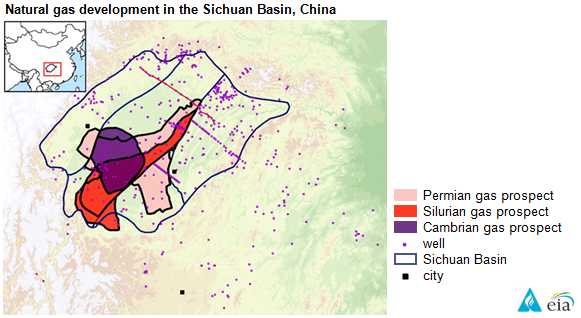 Natural gas development in the Sichuan Basin, China
Permian gas prospect
Silurian gas prospect
Cambrian gas prospect
well
Sichuan Basin
city
eia